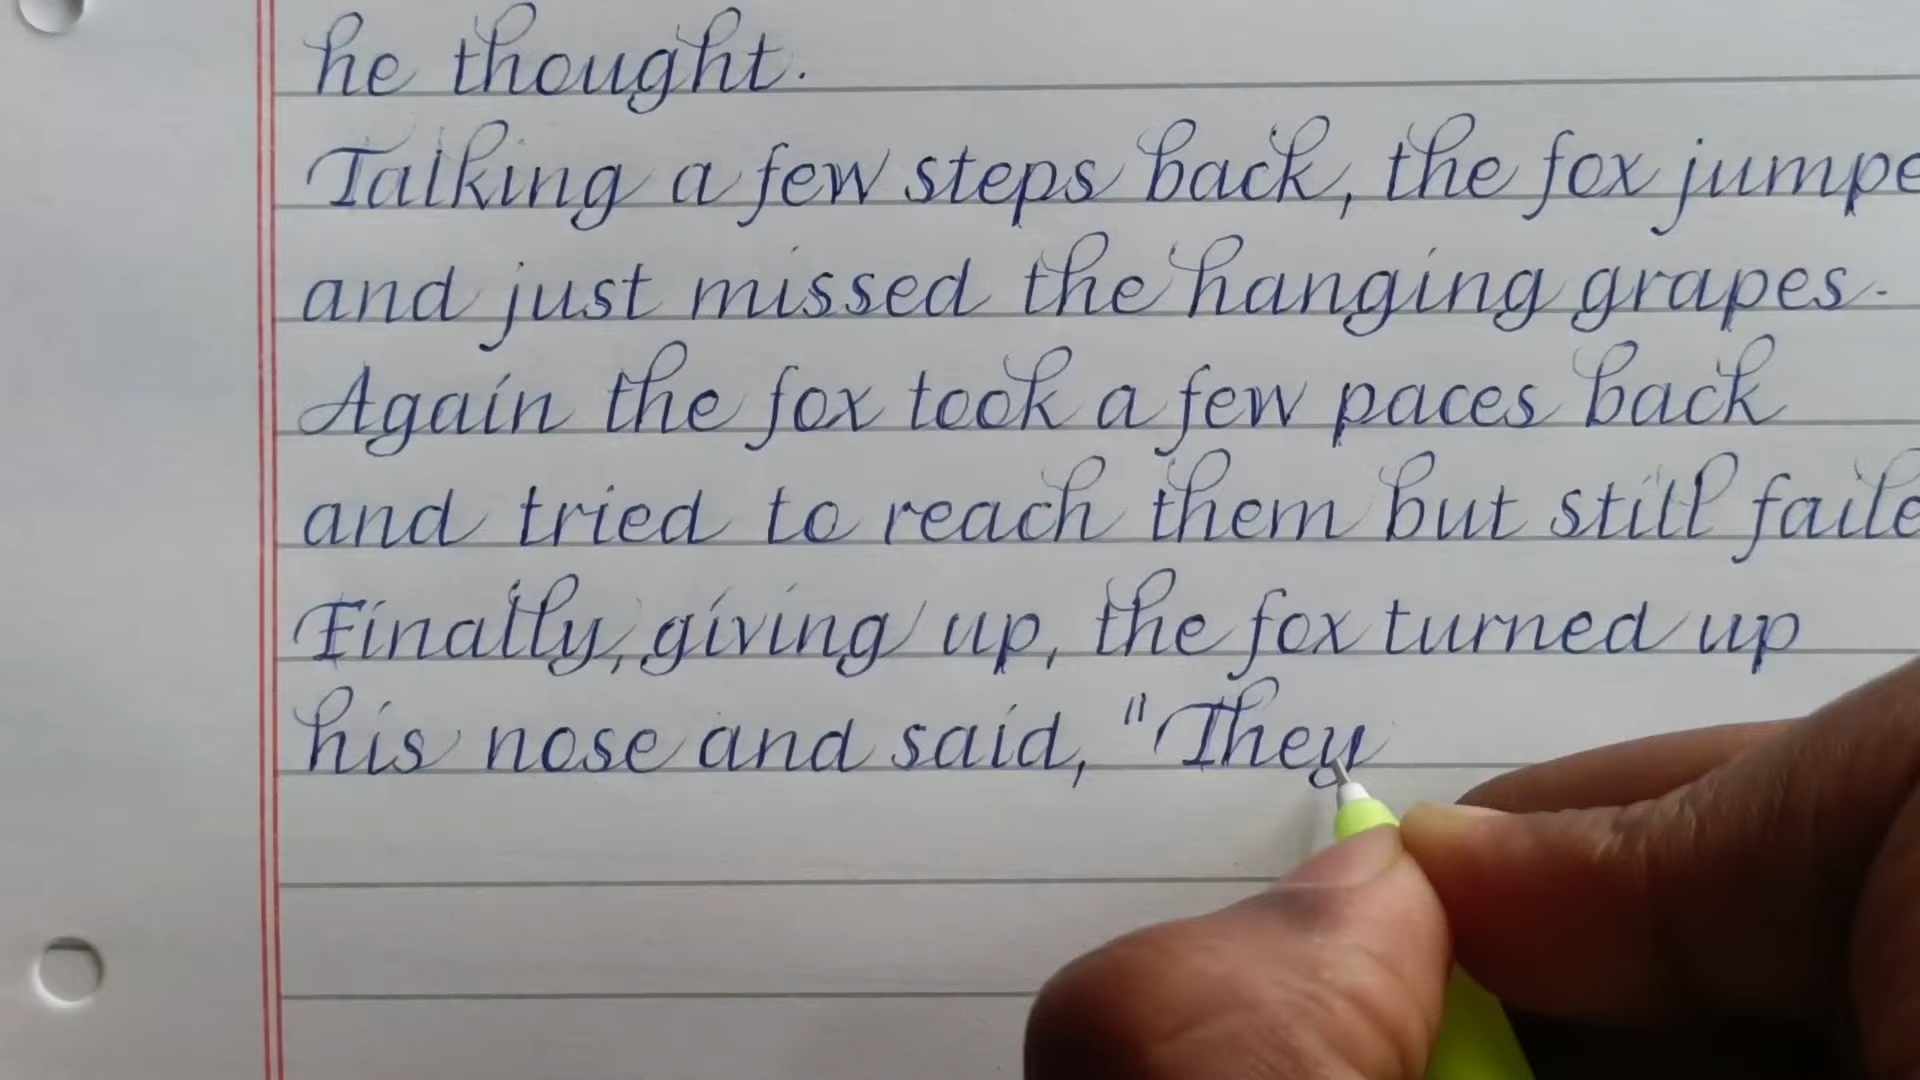 he thought.
Talking a few steps back, the fox jumpe
and just missed the hanging grapes.
Again the fox took a few paces back
and tried to reach them but still faile
Finally, giving up, the fox turned up
his nose and said, "They